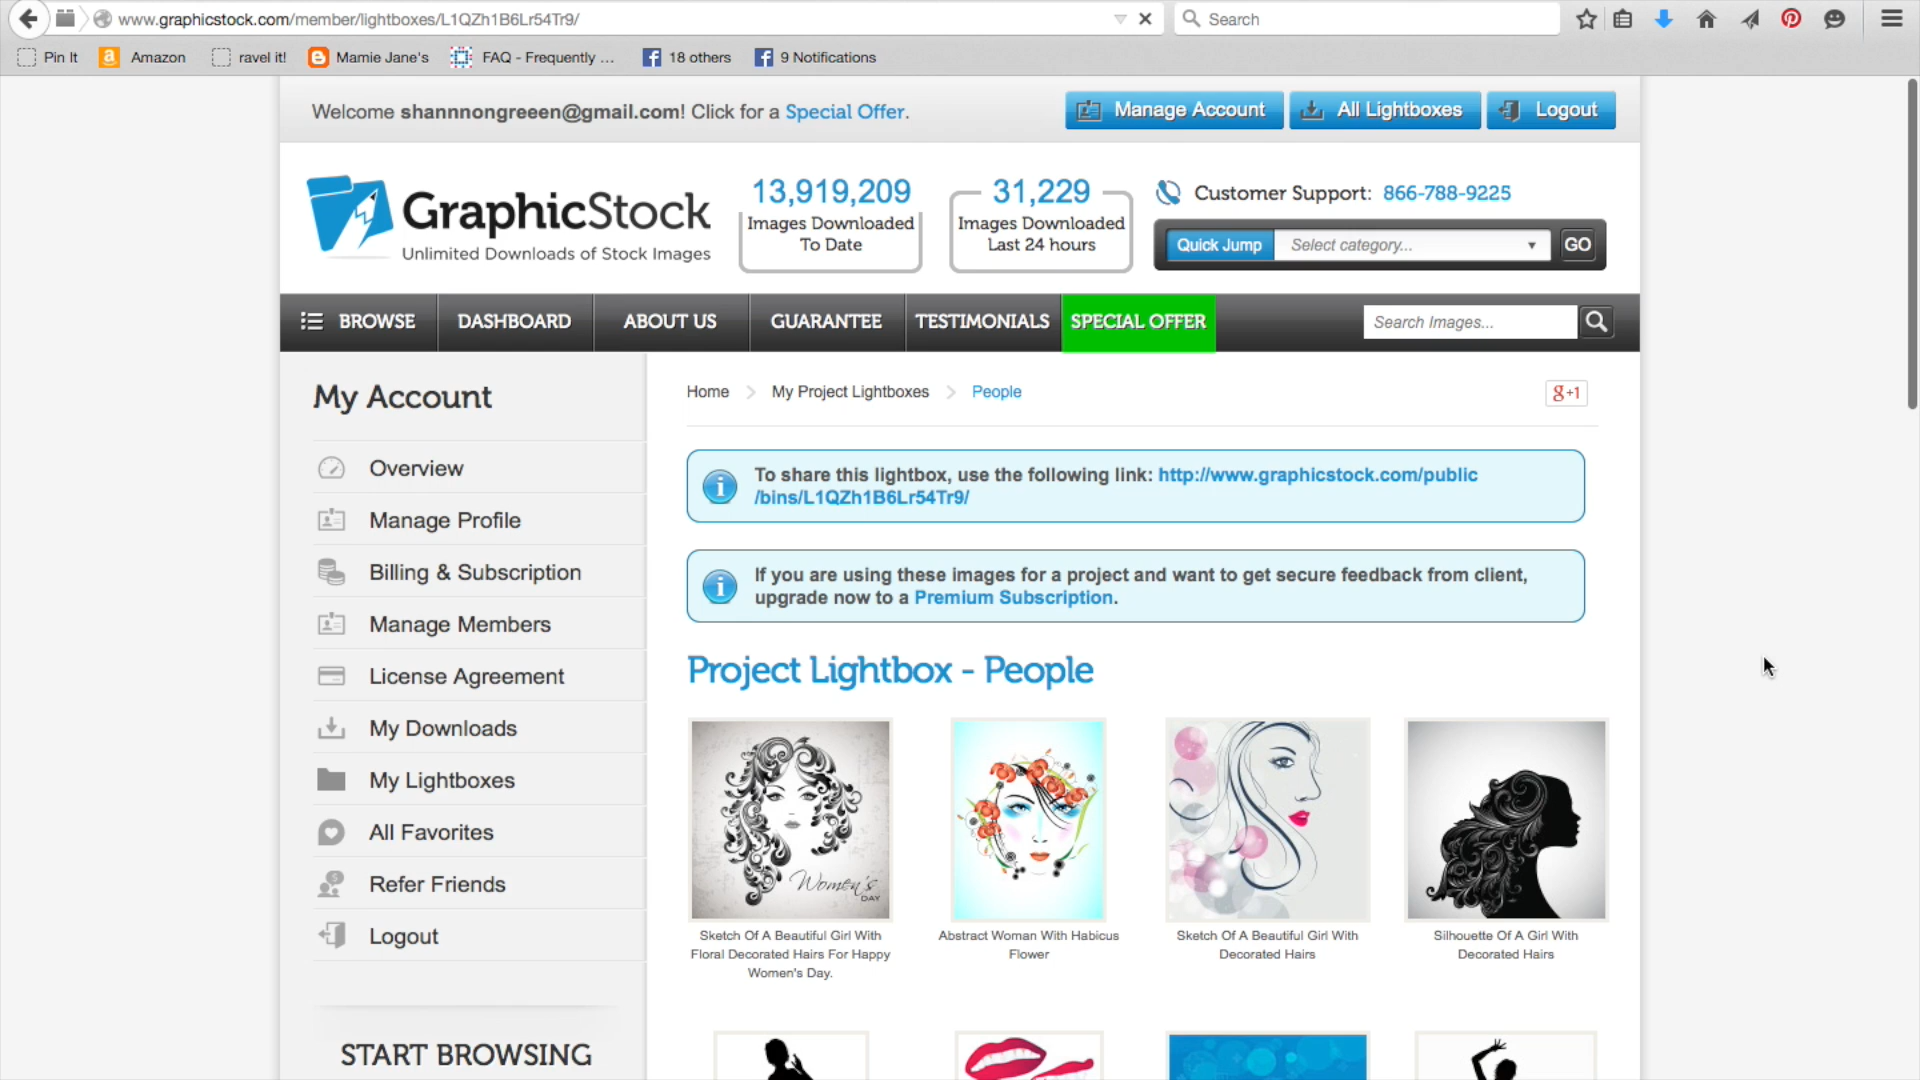 www.graphicstock.com/member/lightboxes/L1QZh1B6Lr54Tr9/
Search
Pin It
Amazon
ravel it!
Mamie Jane's
FAQ - Frequently ...
18 others
9 Notifications
Welcome shannnongreeen@gmail.com! Click for a Special Offer.
Manage Account
All Lightboxes
Logout
GraphicStock
Unlimited Downloads of Stock Images
13,919,209
Images Downloaded
To Date
31,229
Images Downloaded
Last 24 hours
Customer Support: 866-788-9225
Quick Jump
Select category...
GO
BROWSE
DASHBOARD
ABOUT US
GUARANTEE
TESTIMONIALS
SPECIAL OFFER
Search Images...
My Account
Overview
Manage Profile
Billing & Subscription
Manage Members
License Agreement
My Downloads
My Lightboxes
All Favorites
Refer Friends
Logout
START BROWSING
Home
My Project Lightboxes
People
g+1
To share this lightbox, use the following link: http://www.graphicstock.com/public
/bins/L1QZh1B6Lr54Tr9/
If you are using these images for a project and want to get secure feedback from client,
upgrade now to a Premium Subscription.
Project Lightbox - People
Women's
DAY
Sketch Of A Beautiful Girl With
Floral Decorated Hairs For Happy
Women's Day.
Abstract Woman With Habicus
Flower
Sketch Of A Beautiful Girl With
Decorated Hairs
Silhouette Of A Girl With
Decorated Hairs